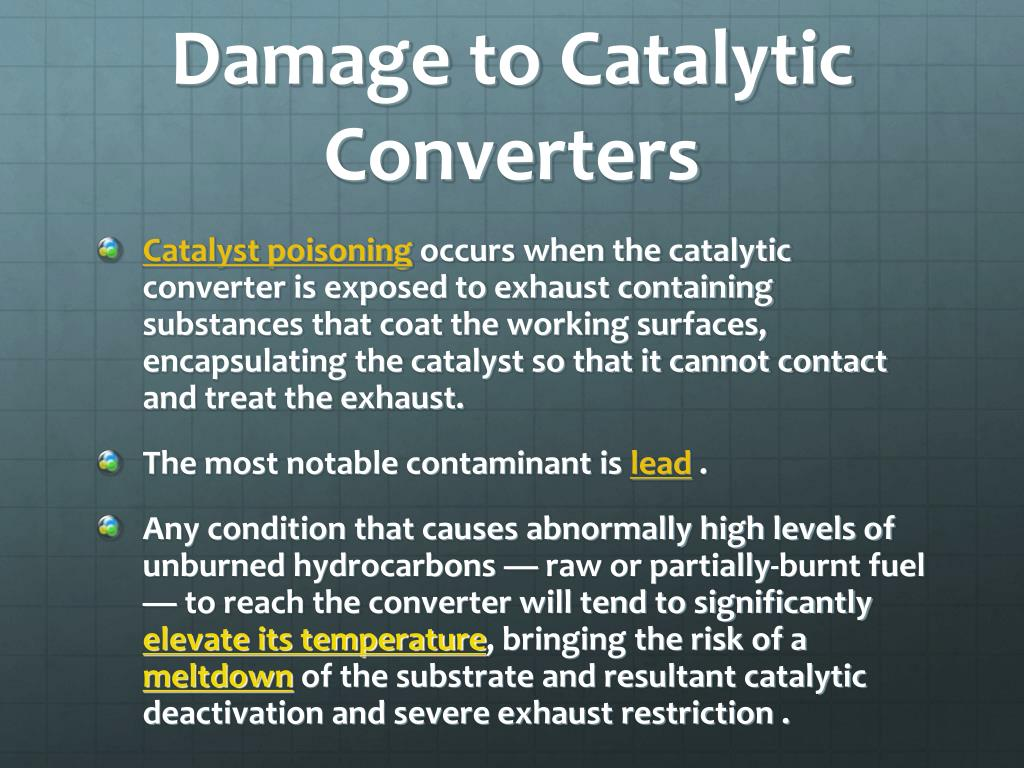 Damage to Catalytic
Converters
Catalyst poisoning occurs when the catalytic
converter is exposed to exhaust containing
substances that coat the working surfaces,
encapsulating the catalyst so that it cannot contact
and treat the exhaust.
The most notable contaminant is lead .
Any condition that causes abnormally high levels of
unburned hydrocarbons — raw or partially-burnt fuel
— to reach the converter will tend to significantly
elevate its temperature, bringing the risk of a
meltdown of the substrate and resultant catalytic
deactivation and severe exhaust restriction .